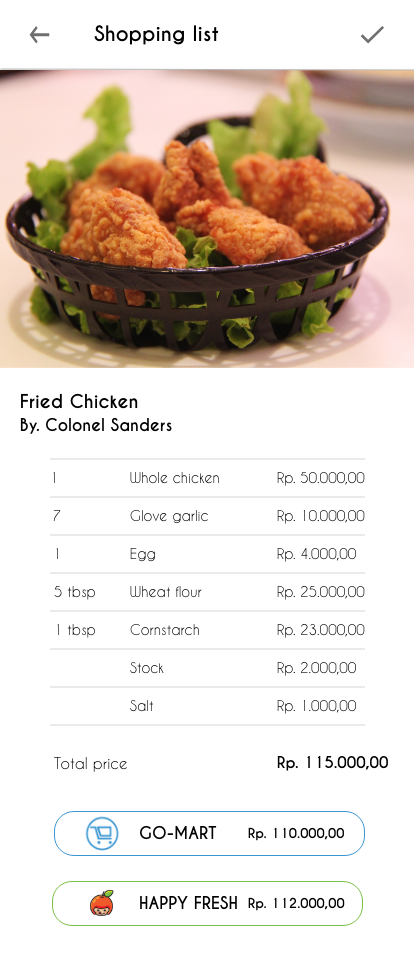 Shopping list
Fried Chicken
By. Colonel Sanders
1 Whole chicken Rp. 50.000,00
7 Glove garlic Rp. 10.000,00
1 Egg Rp. 4.000,00
5 tbsp Wheat flour Rp. 25.000,00
1 tbsp Cornstarch Rp. 23.000,00
Stock Rp. 2.000,00
Salt Rp. 1.000,00
Total price Rp. 115.000,00
GO-MART Rp. 110.000,00
HAPPY FRESH Rp. 112.000,00